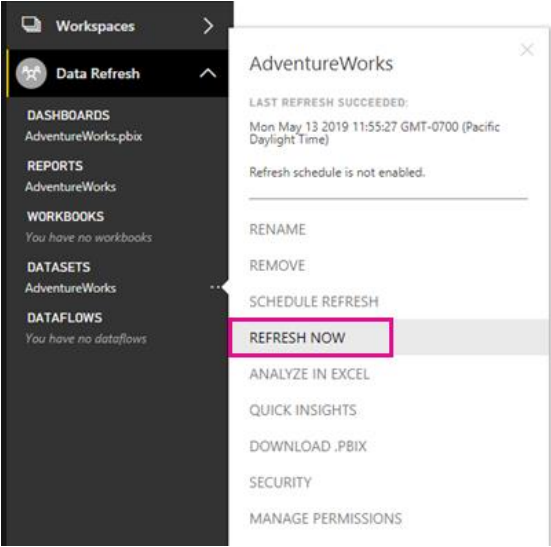 Workspaces
Data Refresh
DASHBOARDS
AdventureWorks.pbix
REPORTS
AdventureWorks
WORKBOOKS
You have no workbooks
DATASETS
AdventureWorks
DATAFLOWS
You have no dataflows
AdventureWorks
LAST REFRESH SUCCEEDED:
Mon May 13 2019 11:55:27 GMT-0700 (Pacific
Daylight Time)
Refresh schedule is not enabled.
RENAME
REMOVE
SCHEDULE REFRESH
REFRESH NOW
ANALYZE IN EXCEL
QUICK INSIGHTS
DOWNLOAD .PBIX
SECURITY
MANAGE PERMISSIONS